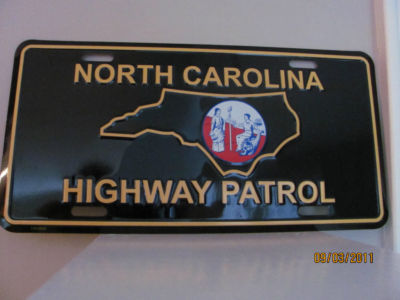 NORTH CAROLINA
HIGHWAY PATROL
09/03/2011